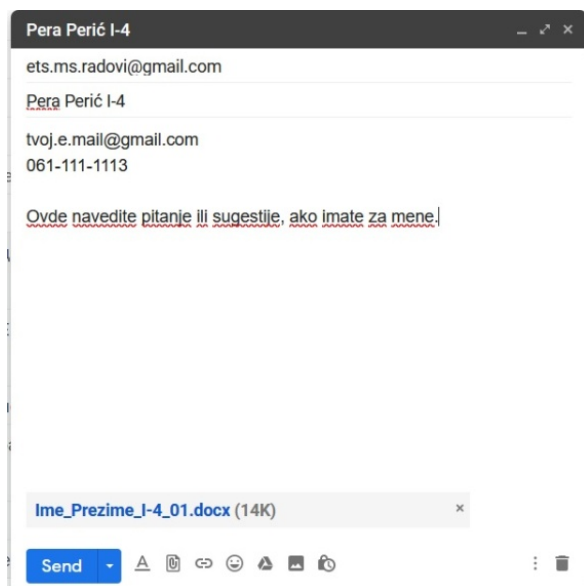 Pera Perić I-4
ets.ms.radovi@gmail.com
Pera Perić I-4
tvoj.e.mail@gmail.com
061-111-1113
Ovde navedite pitanje ili sugestije, ako imate za mene.
Ime_Prezime_I-4_01.docx (14K)
Send